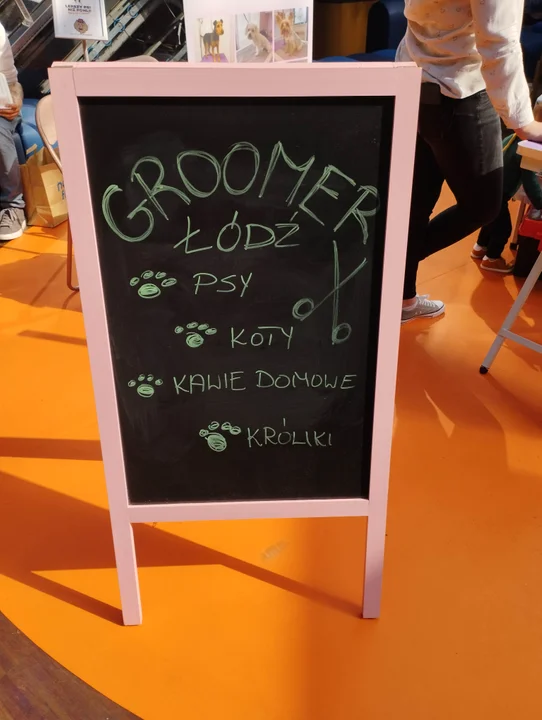 GROOMER
ŁÓDŹ
PSY
KOTY
KAWIE DOMOWE
KRÓLIKI